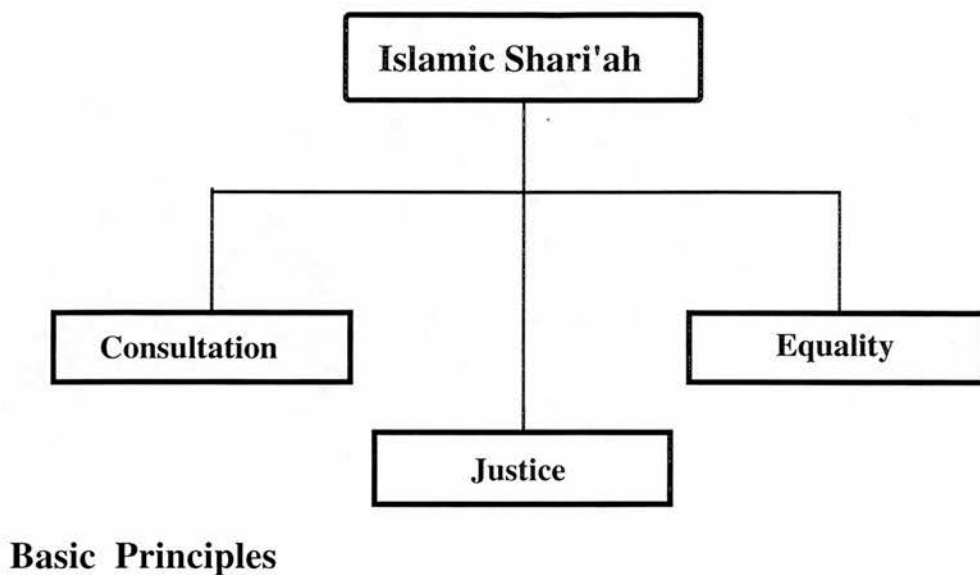 Islamic Shari'ah
Consultation
Equality
Justice
Basic Principles